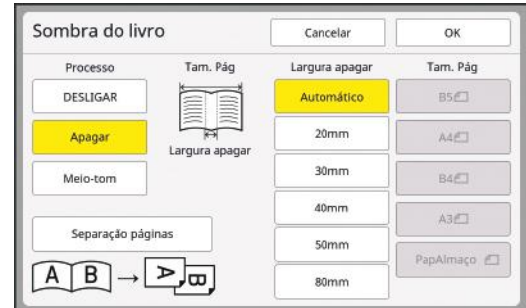 Sombra do livro
Cancelar
OK
Processo
Tam. Pág
Largura apagar
Tam. Pág
DESLIGAR
Apagar
Meio-tom
Largura apagar
Automático
20mm
30mm
40mm
50mm
80mm
B5
A4
B4
A3
PapAlmaço
Separação páginas
A B → A B